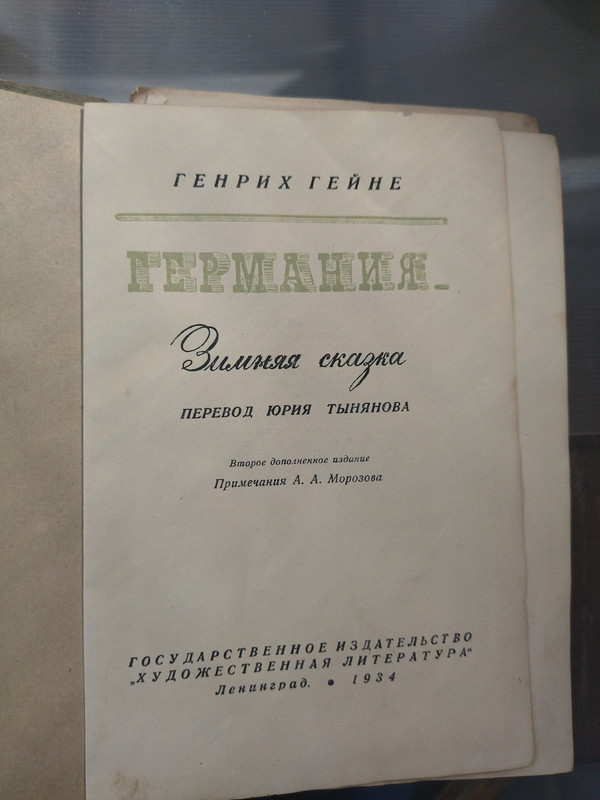 ГЕНРИХ ГЕЙНЕ
ГЕРМАНИЯ
Зимняя сказка
ПЕРЕВОД ЮРИЯ ТЫНЯНОВА
Второе дополненное издание
Примечания А. А. Морозова
ГОСУДАРСТВЕННОЕ ИЗДАТЕЛЬСТВО
„ХУДОЖЕСТВЕННАЯ ЛИТЕРАТУРА“
Ленинград. • 1934